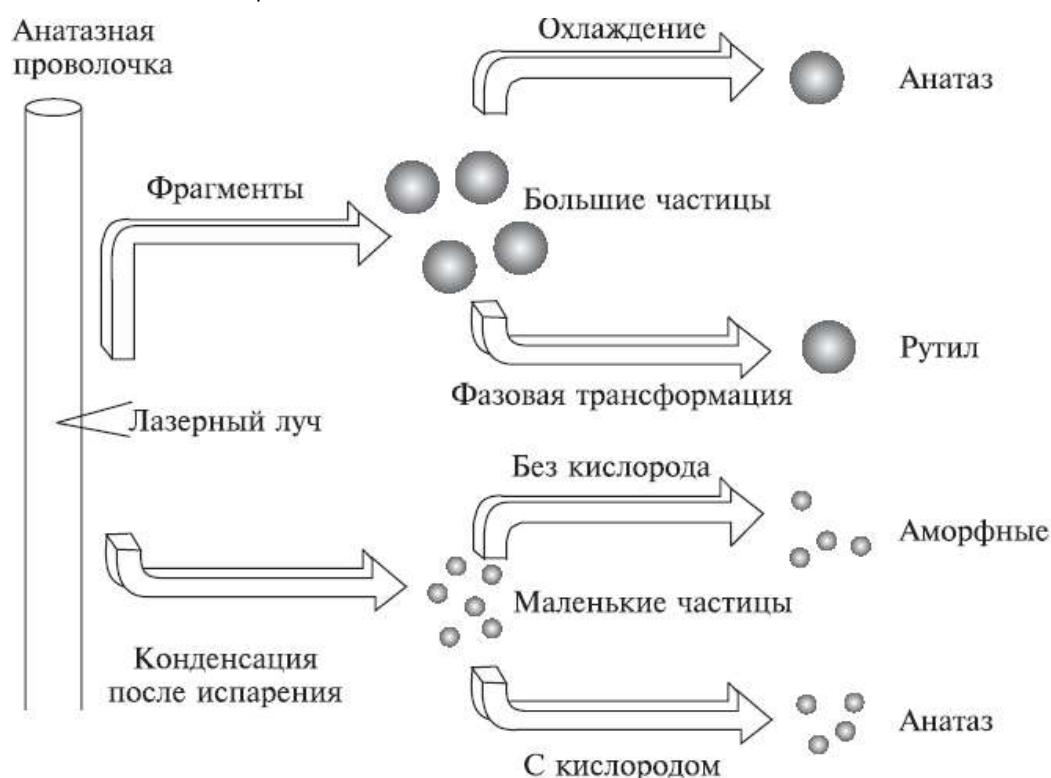 Анатазная
проволочка
Охлаждение
Анатаз
Фрагменты
Большие частицы
Рутил
Фазовая трансформация
Лазерный луч
Без кислорода
Аморфные
Маленькие частицы
Конденсация
после испарения
Анатаз
С кислородом